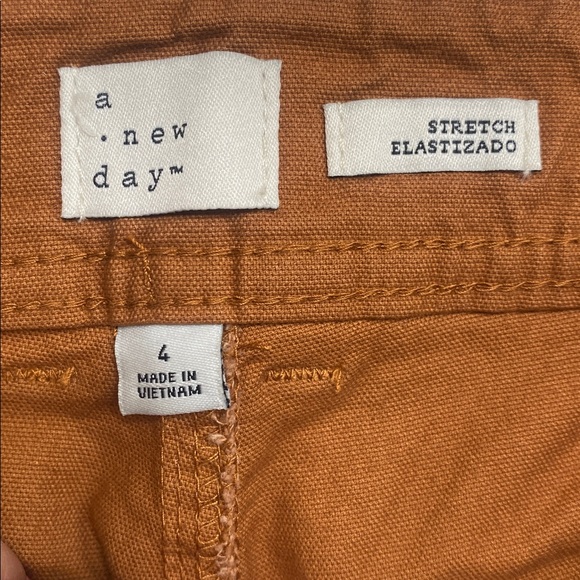 a
· new
day™
STRETCH
ELASTIZADO
4
MADE IN
VIETNAM